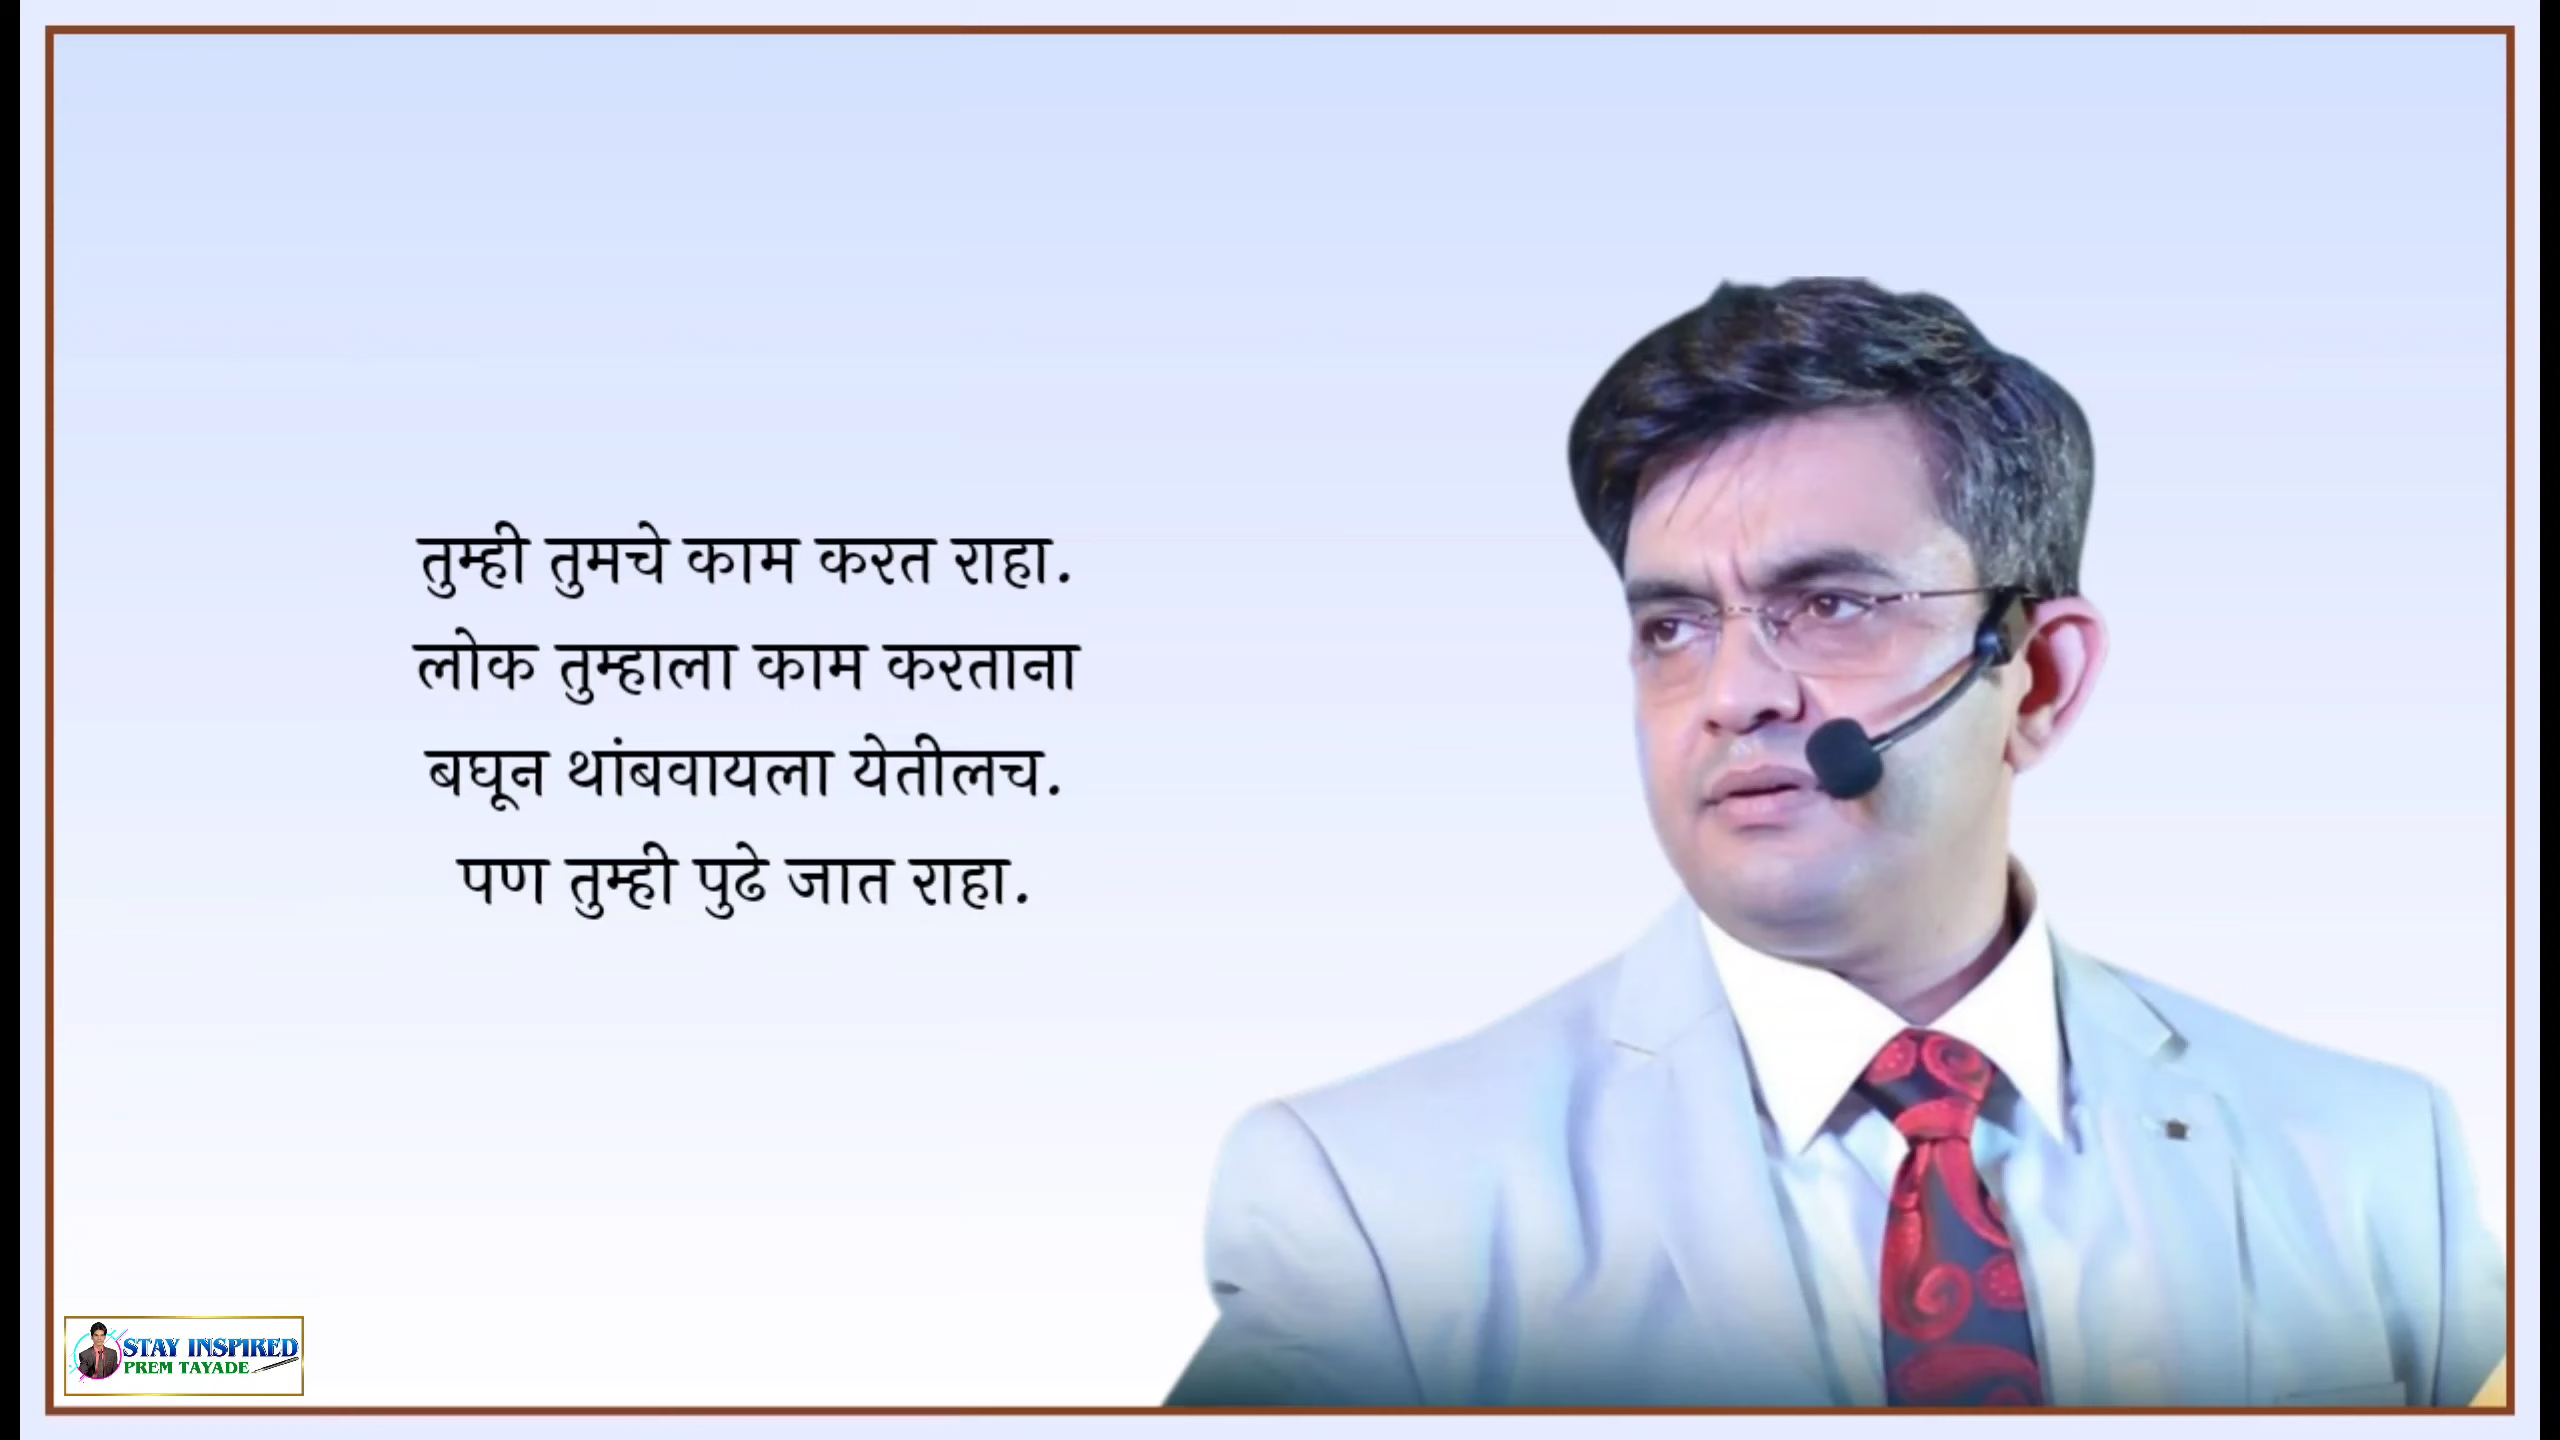 तुम्ही तुमचे काम करत राहा.
लोक तुम्हाला काम करताना
बघून थांबवायला येतीलच.
पण तुम्ही पुढे जात राहा.
STAY INSPIRED
PREM TAYADE